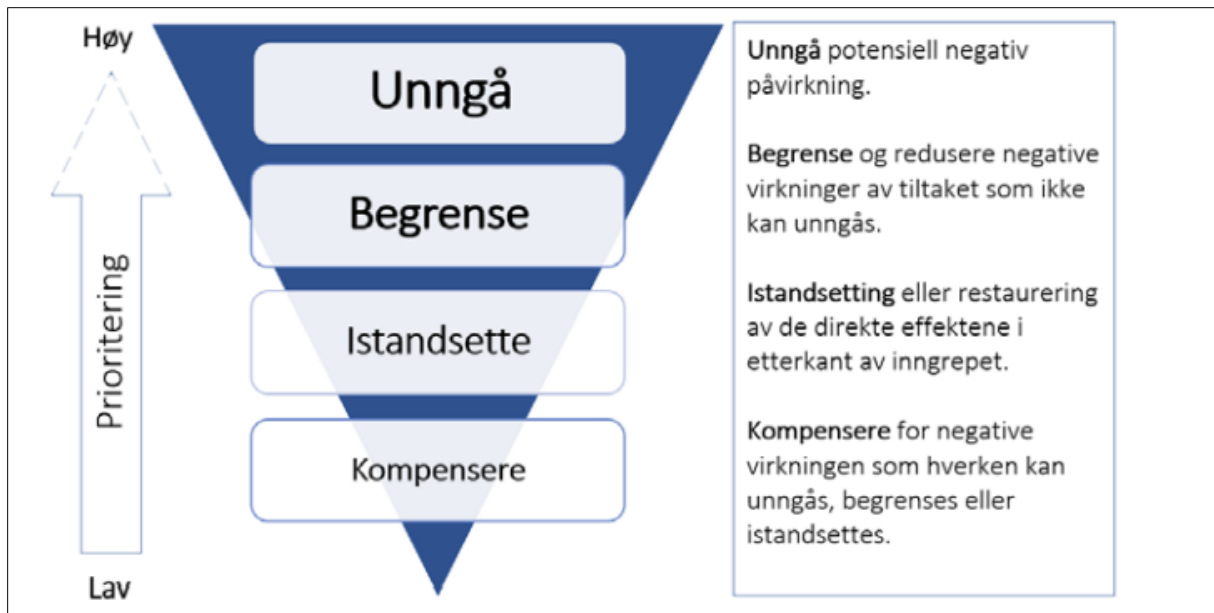 Høy
Prioritering
Lav
Unngå
Begrense
Istandsette
Kompensere
Unngå potensiell negativ
påvirkning.
Begrense og redusere negative
virkninger av tiltaket som ikke
kan unngås.
Istandsetting eller restaurering
av de direkte effektene i
etterkant av inngrepet.
Kompensere for negative
virkningen som hverken kan
unngås, begrenses eller
istandsettes.